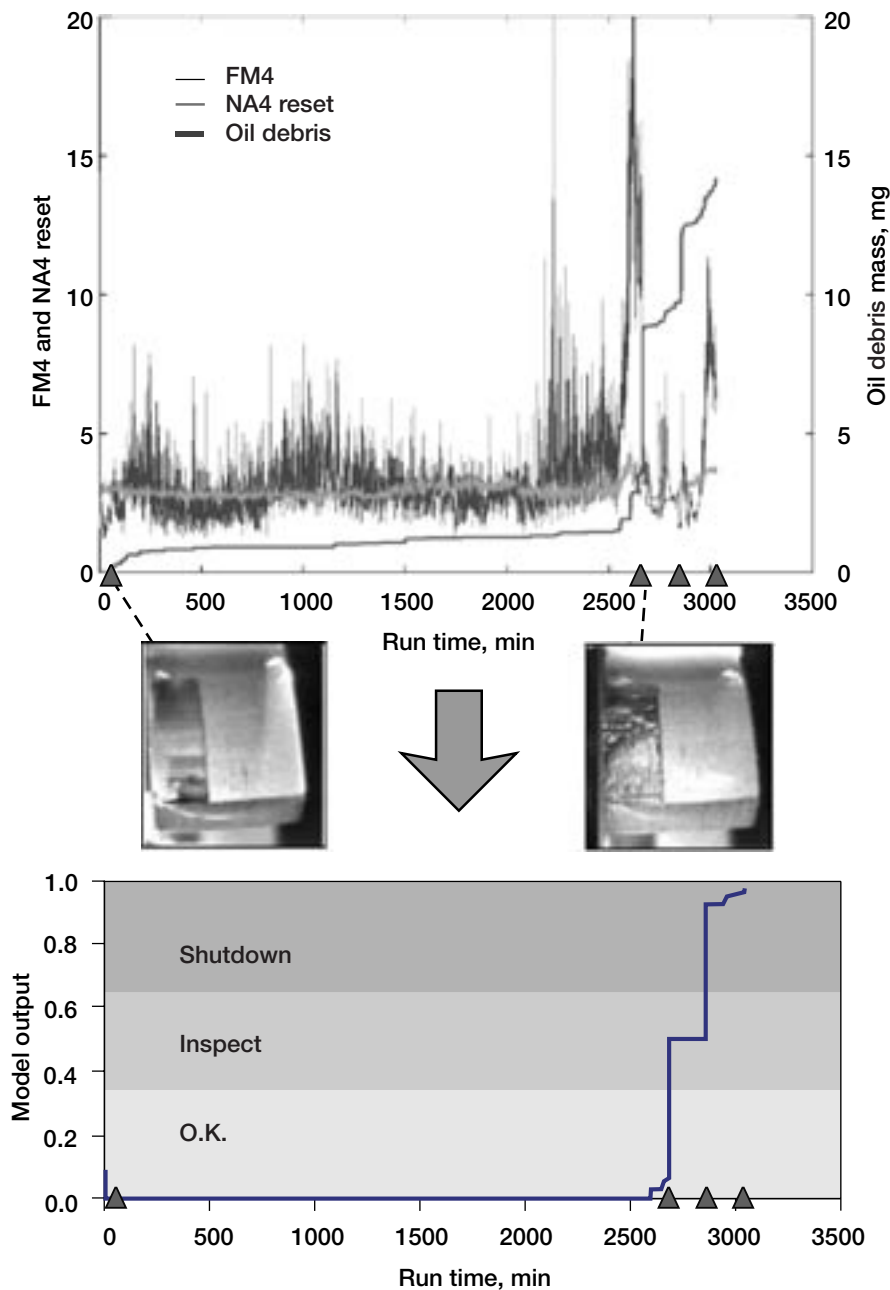 20
15
10
5
0
FM4 and NA4 reset
FM4
NA4 reset
Oil debris
20
15
10
5
0
Oil debris mass, mg
0 500 1000 1500 2000 2500 3000 3500
Run time, min
1.0
0.8
0.6
0.4
0.2
0.0
Model output
Shutdown
Inspect
O.K.
0 500 1000 1500 2000 2500 3000 3500
Run time, min